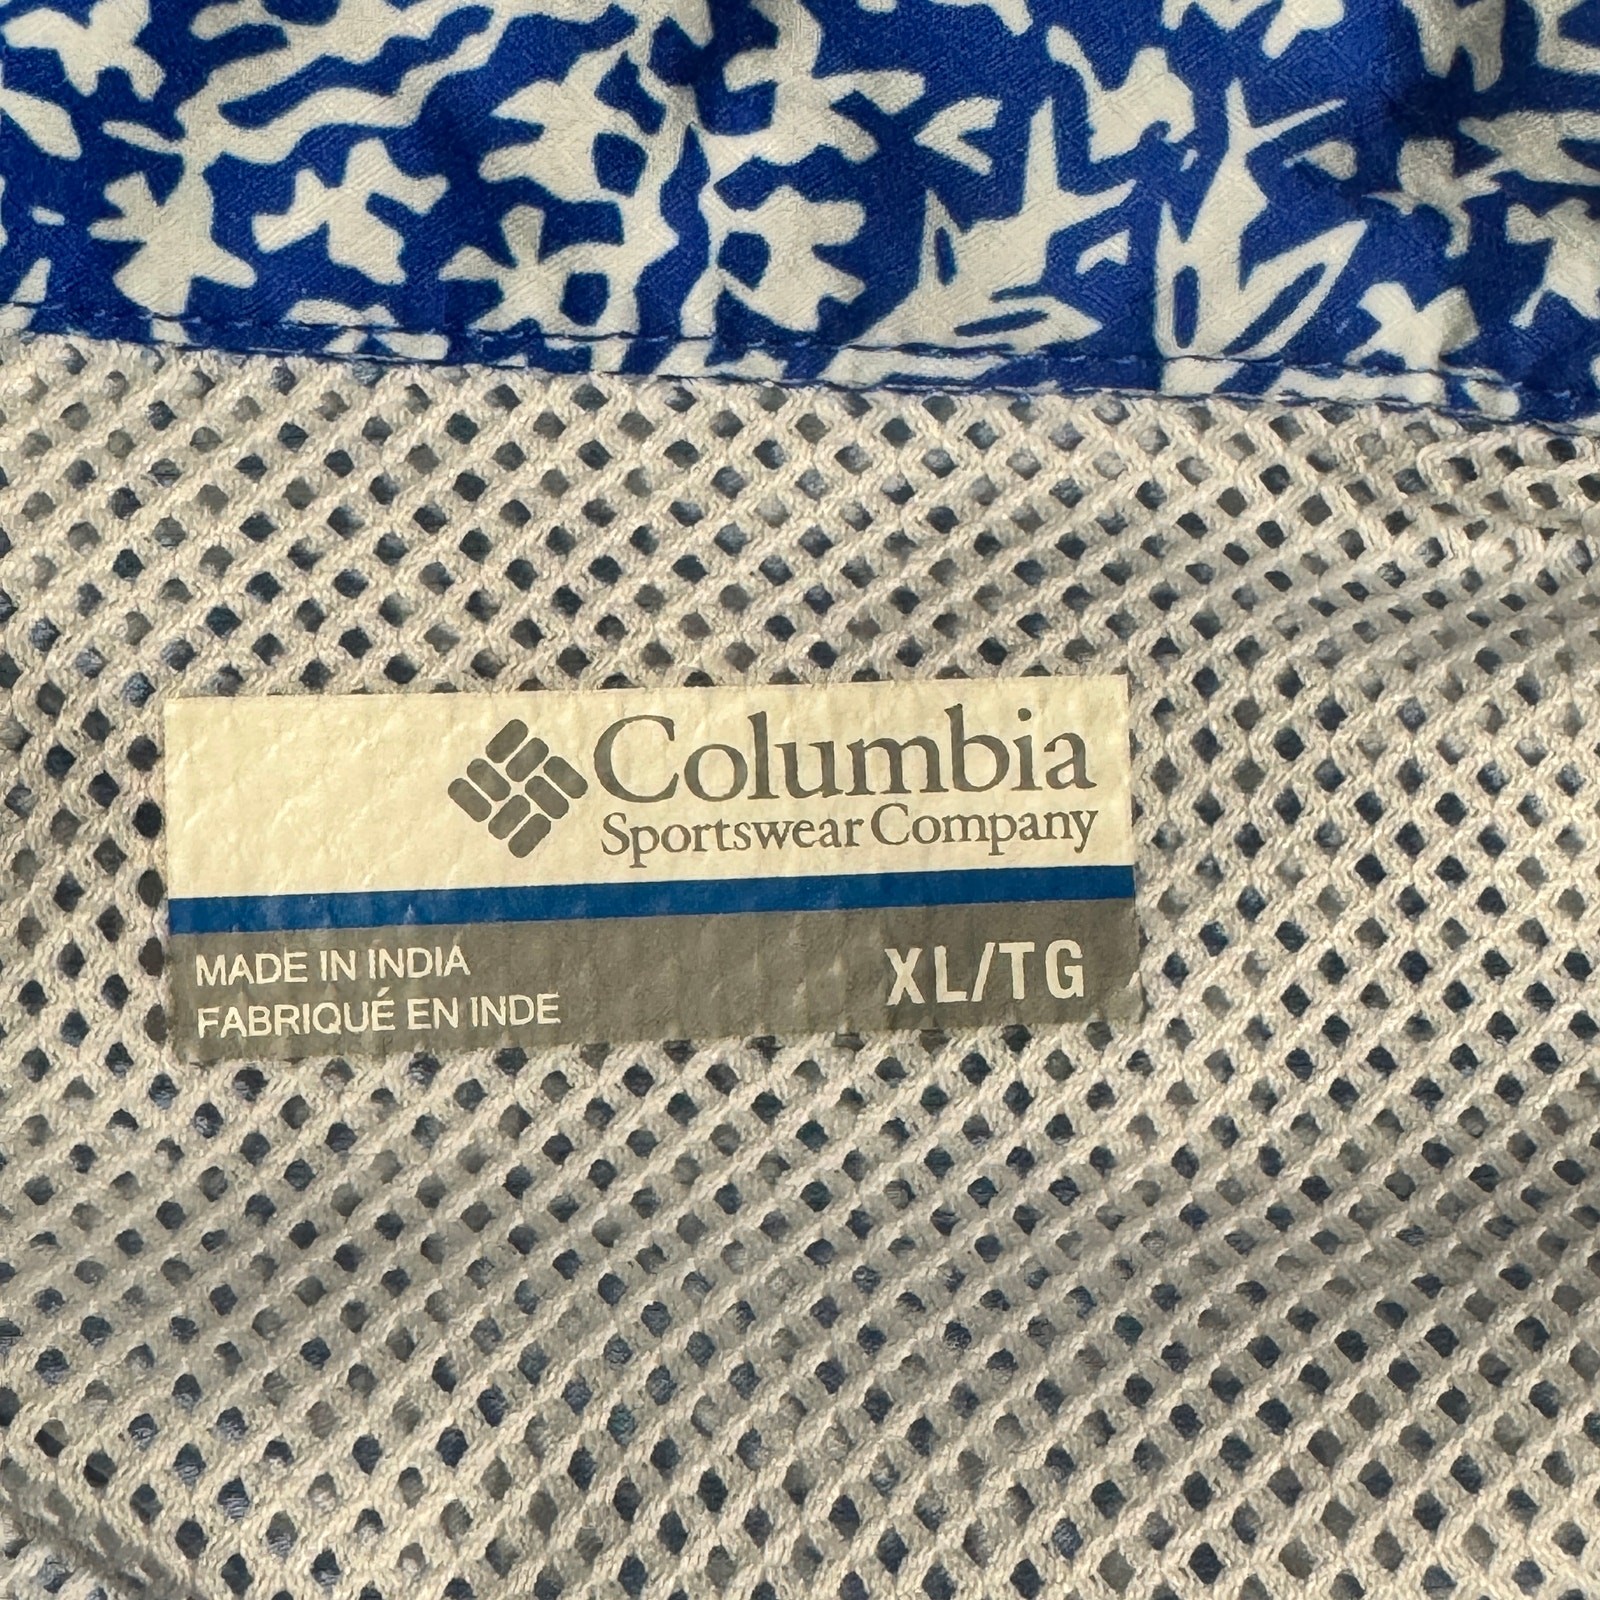 Columbia
Sportswear Company
MADE IN INDIA
FABRIQUÉ EN INDE
XL/TG